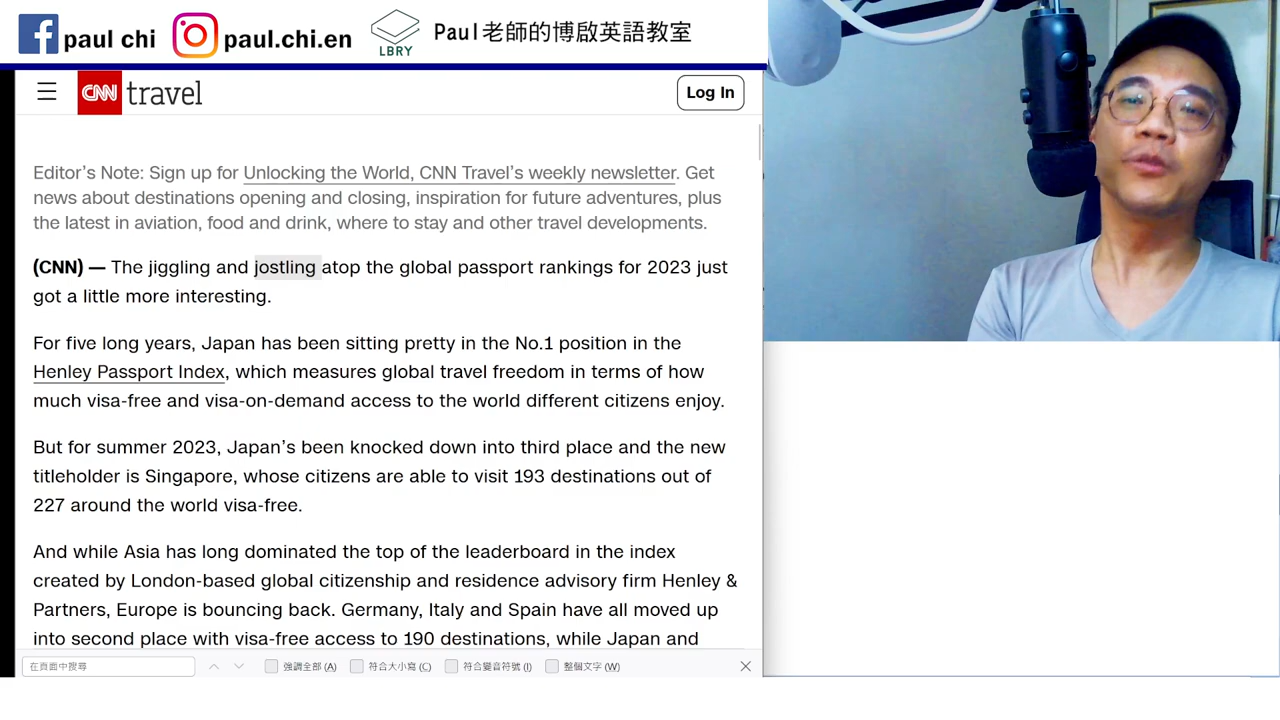 paul chi
paul.chi.en
LBRY
Paul老師的博啟英語教室
CNN travel
Log In
Editor's Note: Sign up for Unlocking the World, CNN Travel's weekly newsletter. Get
news about destinations opening and closing, inspiration for future adventures, plus
the latest in aviation, food and drink, where to stay and other travel developments.
(CNN) — The jiggling and jostling atop the global passport rankings for 2023 just
got a little more interesting.
For five long years, Japan has been sitting pretty in the No.1 position in the
Henley Passport Index, which measures global travel freedom in terms of how
much visa-free and visa-on-demand access to the world different citizens enjoy.
But for summer 2023, Japan's been knocked down into third place and the new
titleholder is Singapore, whose citizens are able to visit 193 destinations out of
227 around the world visa-free.
And while Asia has long dominated the top of the leaderboard in the index
created by London-based global citizenship and residence advisory firm Henley &
Partners, Europe is bouncing back. Germany, Italy and Spain have all moved up
into second place with visa-free access to 190 destinations, while Japan and
在頁面中搜尋 強調全部 (A) 符合大小寫 (C) 符合變音符號 (I) 整個文字 (W)